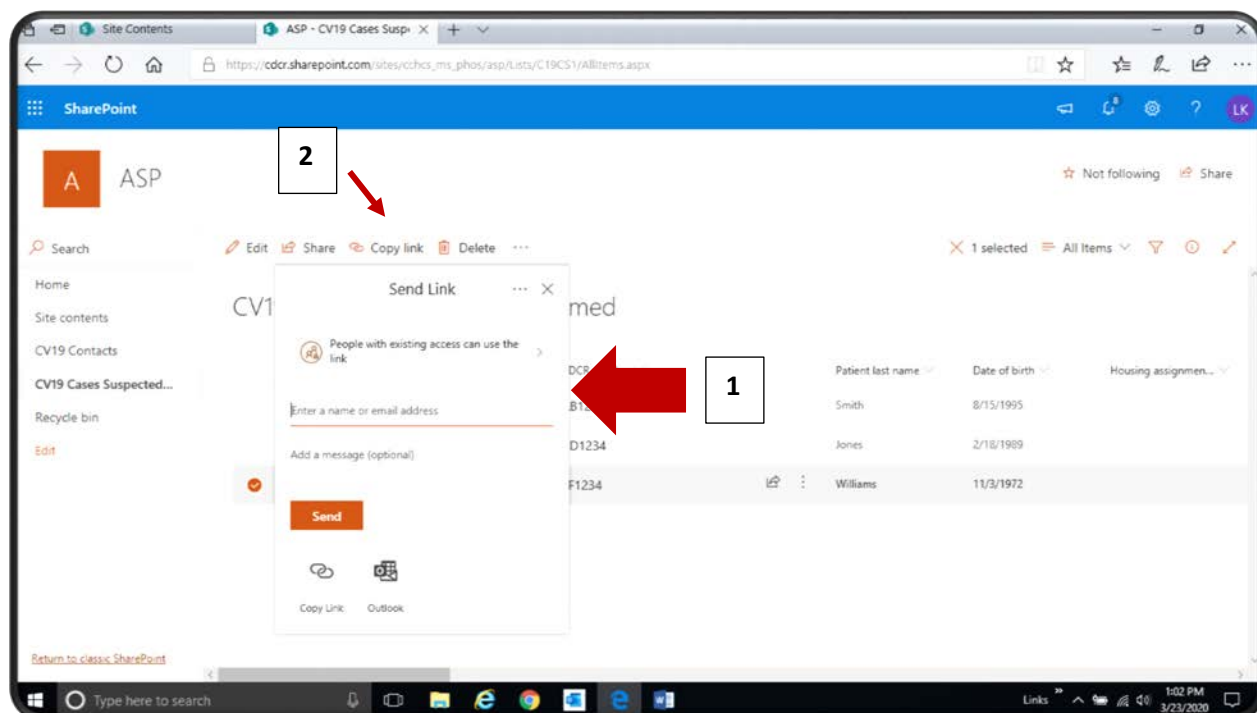 Site Contents
ASP - CV19 Cases Susp
https://cdcr.sharepoint.com/sites/cchcs_ms_phos/asp/Lists/C19CS1/AllItems.aspx
SharePoint
8
?
LK
2
A
ASP
Not following
Share
Search
Edit
Share
Copy link
Delete
1 selected
All Items
Home
Site contents
CV19 Contacts
CV19 Cases Suspected...
Recycle bin
Edit
Send Link
CV1
med
People with existing access can use the
link
1
DCR
Patient last name
Date of birth
Housing assignmen...
Enter a name or email address
Smith
8/15/1995
Add a message (optional)
D1234
Jones
2/18/1989
F1234
Williams
11/3/1972
Send
Copy Link
Outlook
Return to classic SharePoint
Type here to search
Links
1:02 PM
3/23/2020